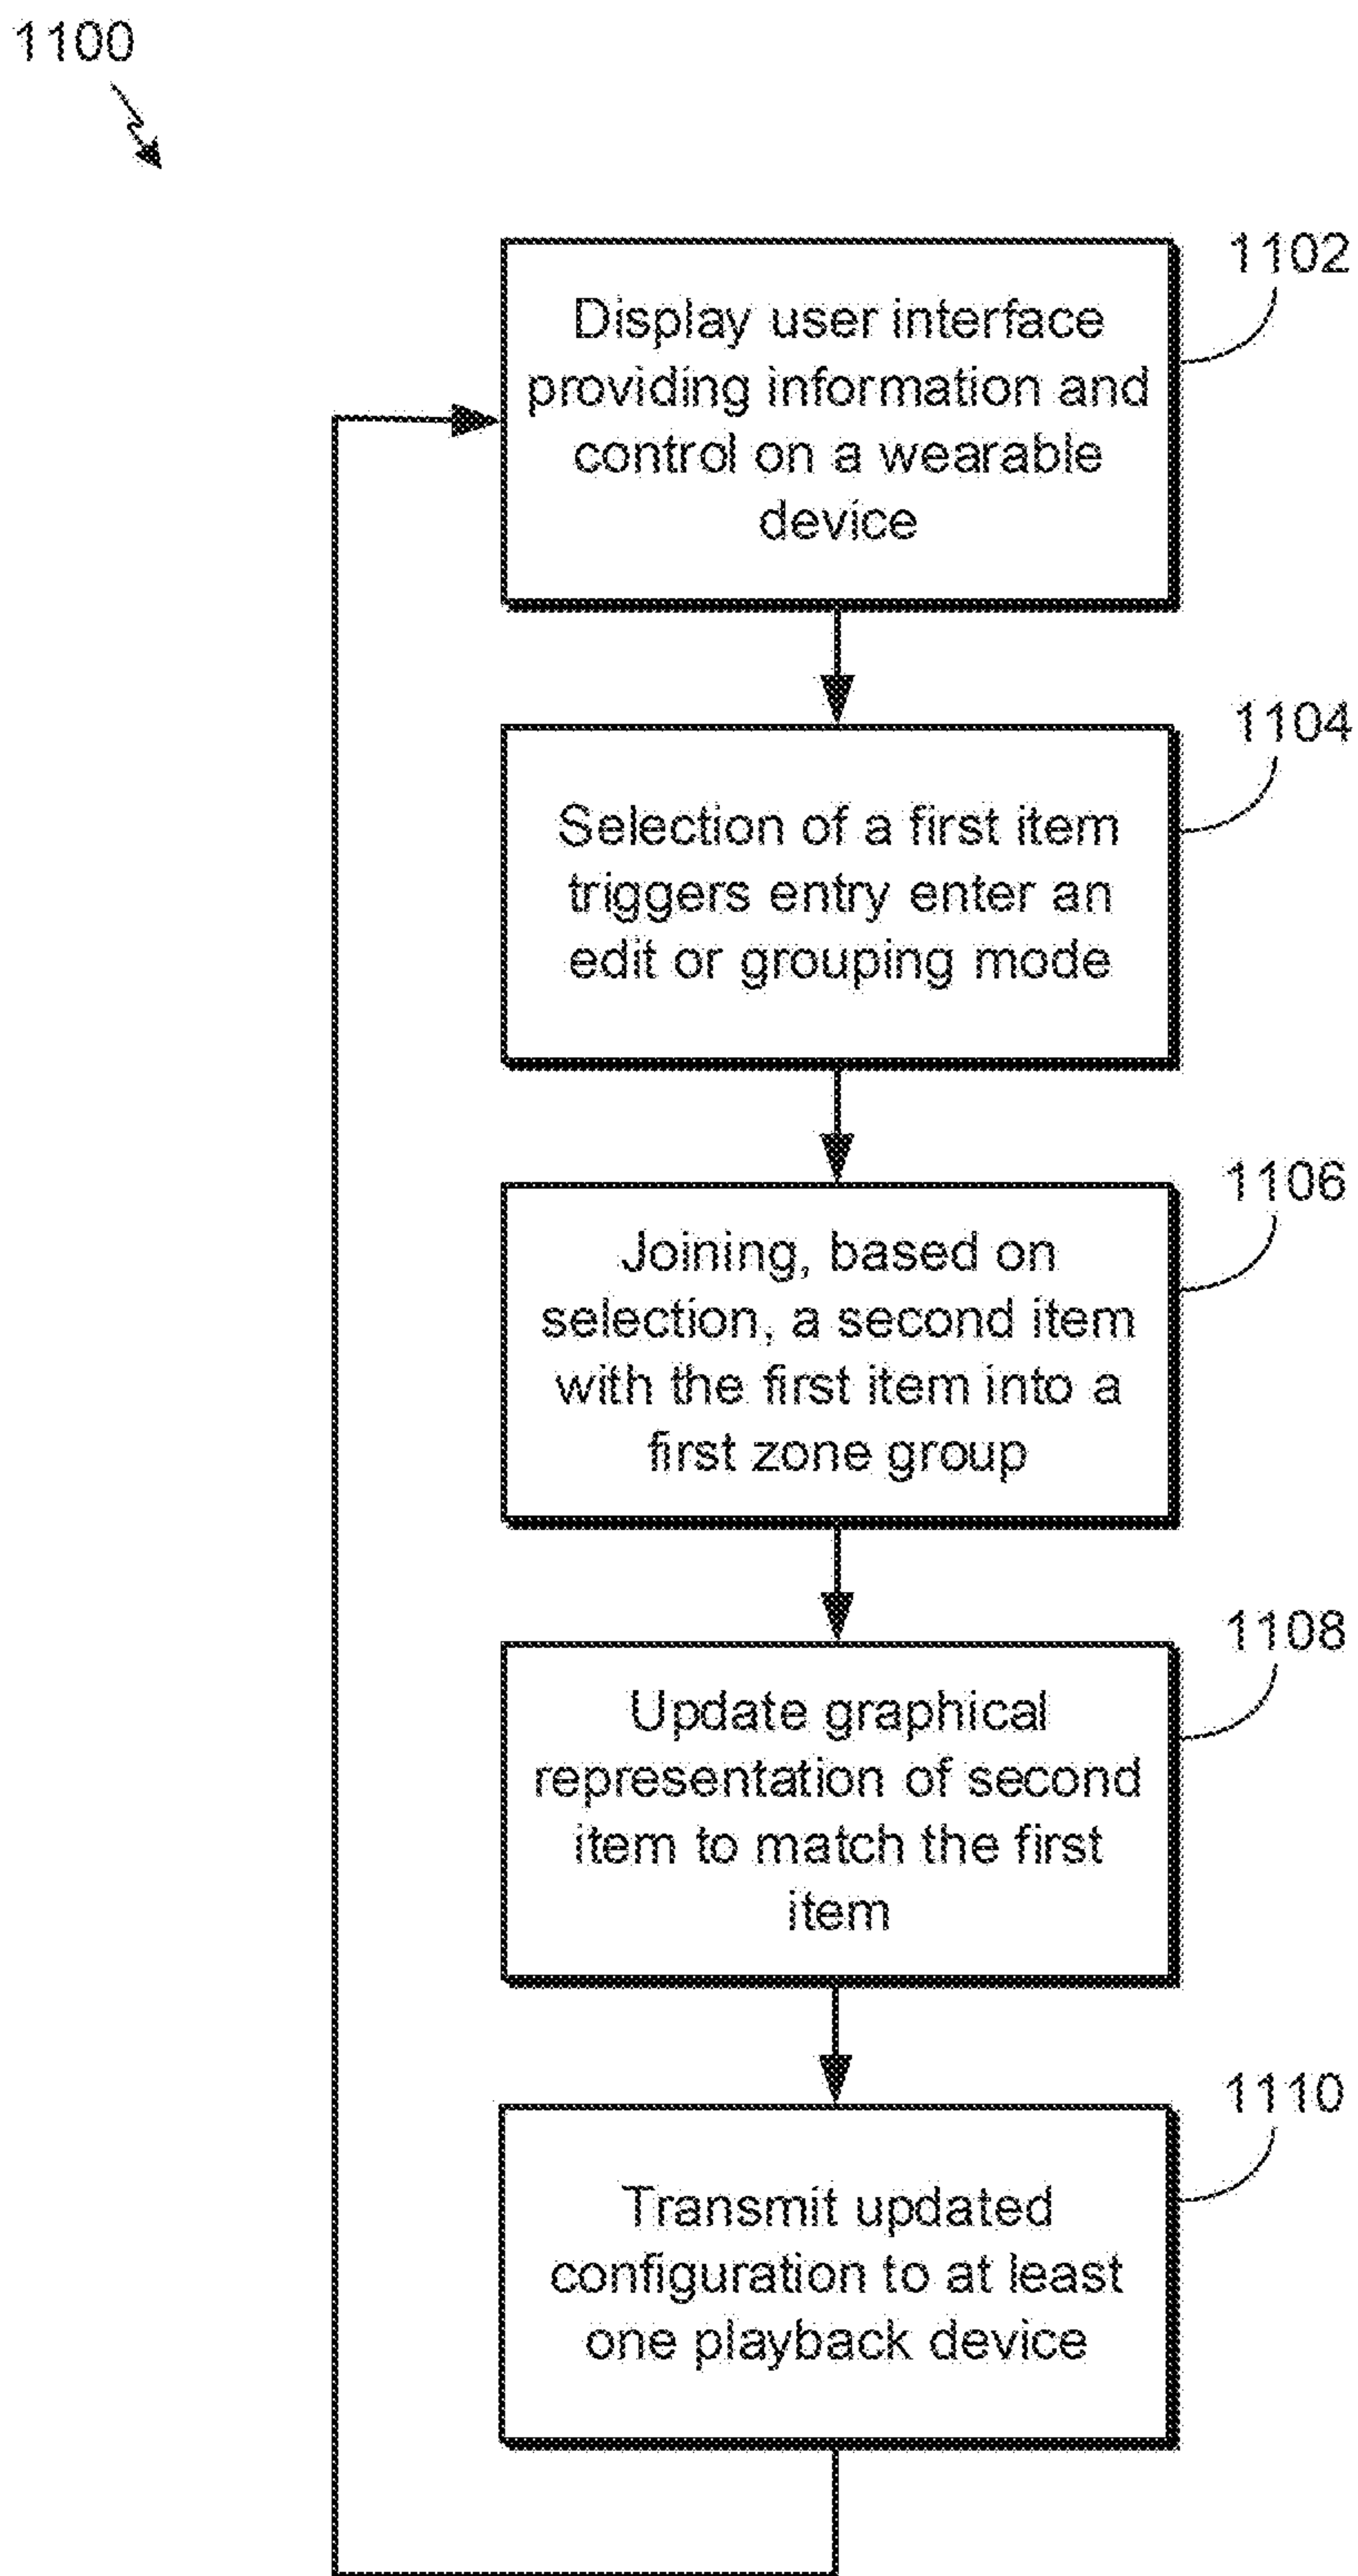 1100
1102
Display user interface
providing information and
control on a wearable
device
1104
Selection of a first item
triggers entry enter an
edit or grouping mode
1106
Joining, based on
selection, a second item
with the first item into a
first zone group
1108
Update graphical
representation of second
item to match the first
item
1110
Transmit updated
configuration to at least
one playback device